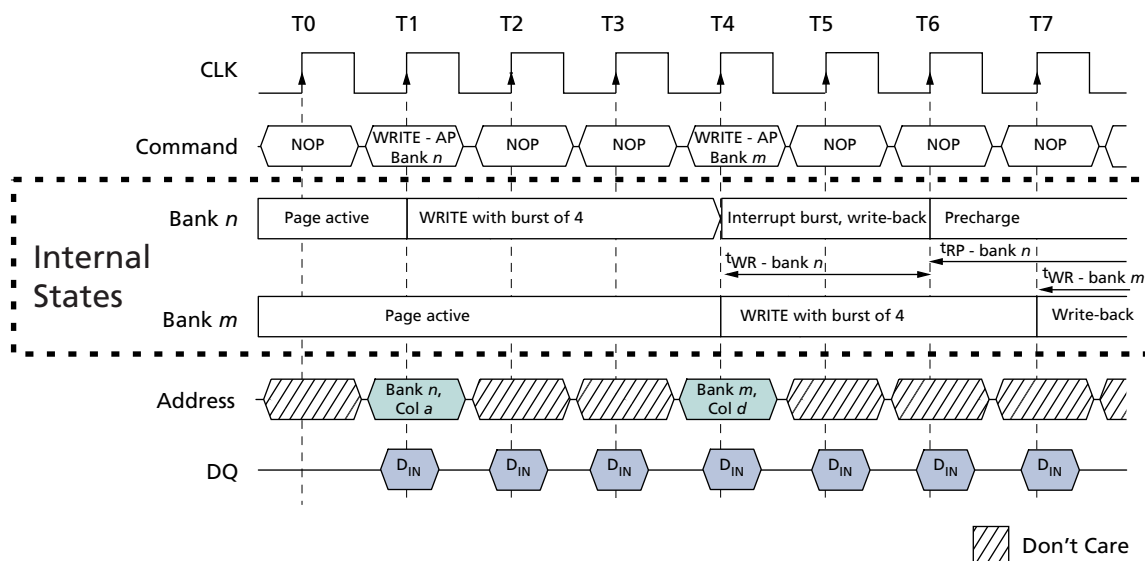 T0 T1 T2 T3 T4 T5 T6 T7
CLK
Command NOP WRITE - AP Bank n NOP NOP WRITE - AP Bank m NOP NOP NOP
Bank n Page active WRITE with burst of 4 Interrupt burst, write-back Precharge
tWR - bank n tRP - bank n
tWR - bank m
Internal
States
Bank m Page active WRITE with burst of 4 Write-back
Address Bank n, Col a Bank m, Col d
DQ DIN DIN DIN DIN DIN DIN DIN
Don't Care